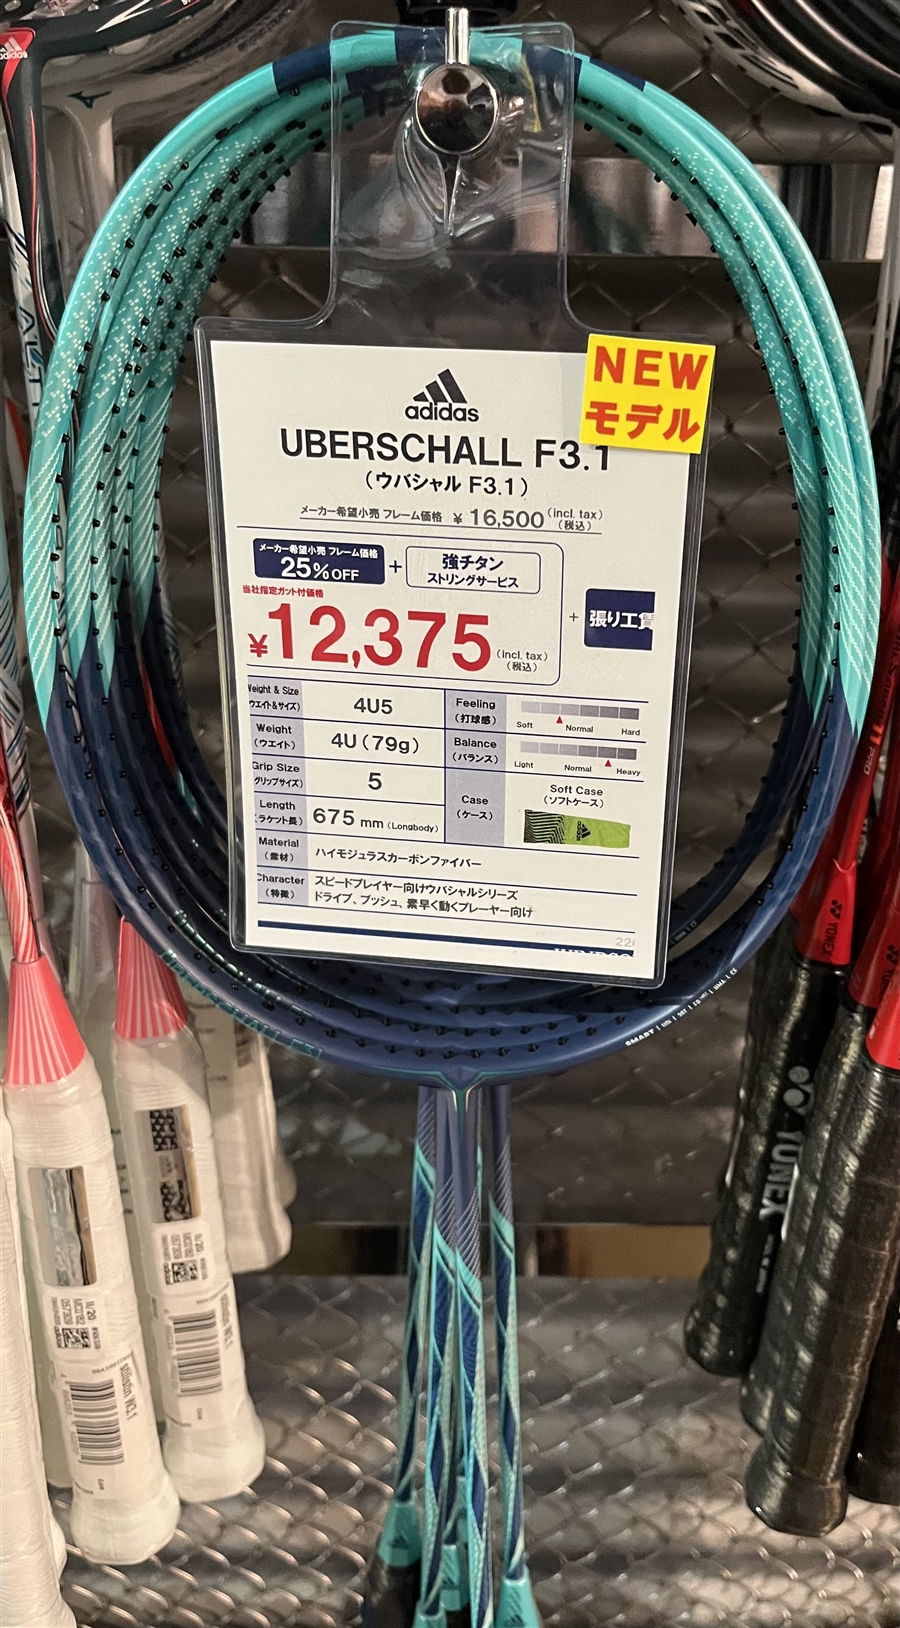 NEW
モデル
adidas
UBERSCHALL F3.1
(ウバシャル F3.1)
メーカー希望小売 フレーム価格 ¥ 16,500 (incl. tax)
(税込)
メーカー希望小売 フレーム価格
25%OFF
+
強チタン
ストリングサービス
当社指定ガット付価格
¥12,375 (incl. tax)
(税込)
+ 張り工賃
Weight & Size
(ウエイト&サイズ)
4U5
Weight
(ウエイト)
4U(79g)
Grip Size
(グリップサイズ)
5
Length
(ラケット長)
675 mm (Longbody)
Feeling
(打球感)
Soft Normal Hard
Balance
(バランス)
Light Normal Heavy
Case
(ケース)
Soft Case
(ソフトケース)
adidas
Material
(素材)
ハイモジュラスカーボンファイバー
Character
(特徴)
スピードプレイヤー向けウバシャルシリーズ
ドライブ、プッシュ、素早く動くプレーヤー向け
adidas
YONEX
YONEX
stilistin W3.1